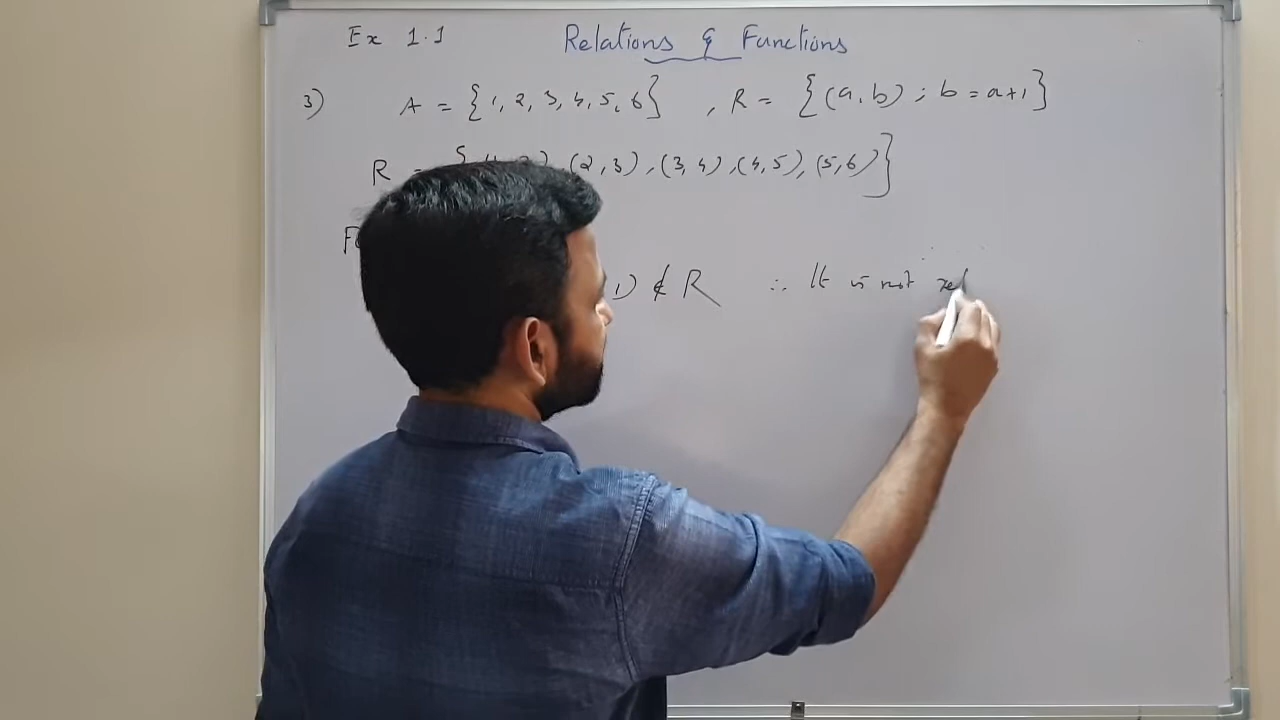 Ex 1.1 Relations & Functions
3) A = {1, 2, 3, 4, 5, 6} , R = {(a, b) ; b = a+1}
R = (2, 3), (3, 4), (4, 5), (5, 6)}
1) ∉ R ∴ It is not